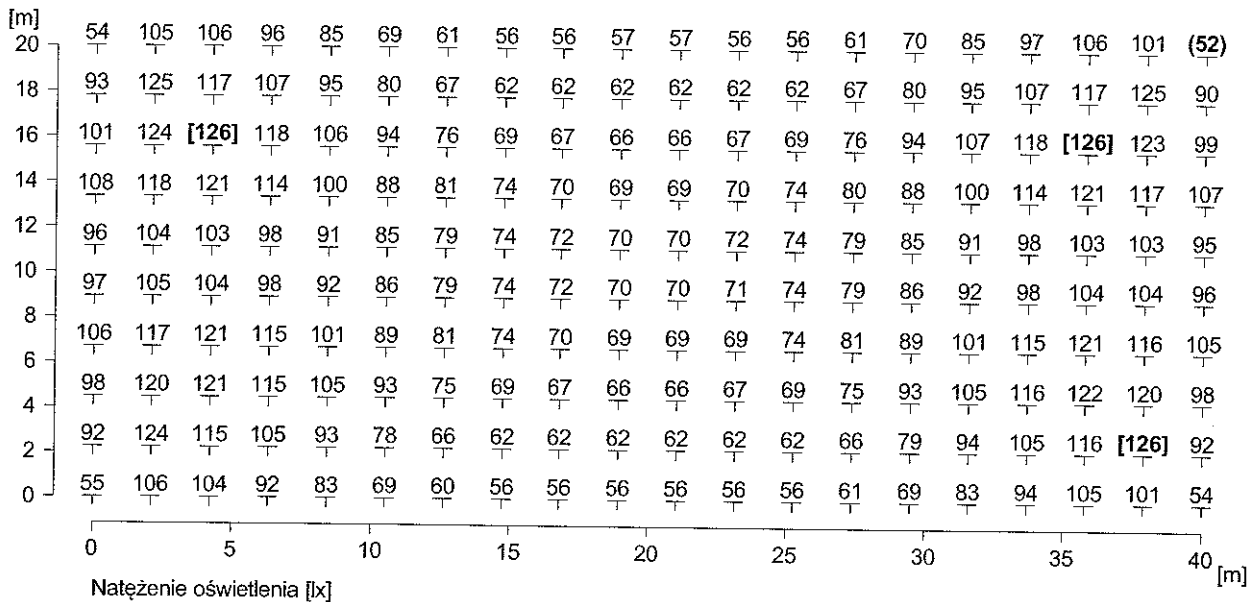 [m]
20 54 105 106 96 85 69 61 56 56 57 57 56 56 61 70 85 97 106 101 (52)
18 93 125 117 107 95 80 67 62 62 62 62 62 62 67 80 95 107 117 125 90
16 101 124 [126] 118 106 94 76 69 67 66 66 67 69 76 94 107 118 [126] 123 99
14 108 118 121 114 100 88 81 74 70 69 69 70 74 80 88 100 114 121 117 107
12 96 104 103 98 91 85 79 74 72 70 70 72 74 79 85 91 98 103 103 95
10 97 105 104 98 92 86 79 74 72 70 70 71 74 79 86 92 98 104 104 96
8 106 117 121 115 101 89 81 74 70 69 69 69 74 81 89 101 115 121 116 105
6 98 120 121 115 105 93 75 69 67 66 66 67 69 75 93 105 116 122 120 98
4 92 124 115 105 93 78 66 62 62 62 62 62 62 66 79 94 105 116 [126] 92
2
0 55 106 104 92 83 69 60 56 56 56 56 56 56 61 69 83 94 105 101 54
0 5 10 15 20 25 30 35 40 [m]
Natężenie oświetlenia [lx]